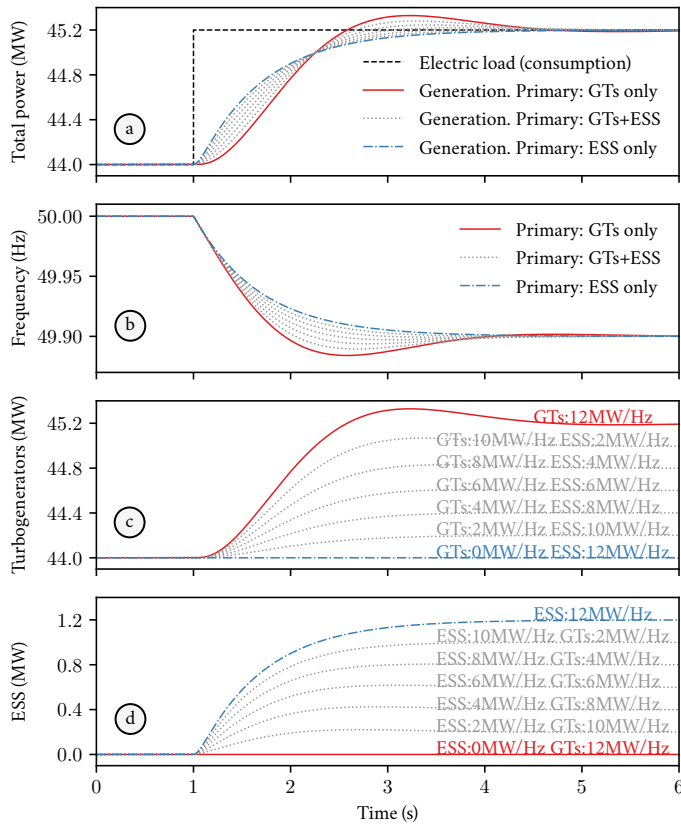 Total power (MW)
45.2
44.8
44.4
44.0
a
Electric load (consumption)
Generation. Primary: GTs only
Generation. Primary: GTs+ESS
Generation. Primary: ESS only
Frequency (Hz)
50.00
49.95
49.90
b
Primary: GTs only
Primary: GTs+ESS
Primary: ESS only
Turbogenerators (MW)
45.2
44.8
44.4
44.0
c
GTs:12MW/Hz
GTs:10MW/Hz ESS:2MW/Hz
GTs:8MW/Hz ESS:4MW/Hz
GTs:6MW/Hz ESS:6MW/Hz
GTs:4MW/Hz ESS:8MW/Hz
GTs:2MW/Hz ESS:10MW/Hz
GTs:0MW/Hz ESS:12MW/Hz
ESS (MW)
1.2
0.8
0.4
0.0
d
ESS:12MW/Hz
ESS:10MW/Hz GTs:2MW/Hz
ESS:8MW/Hz GTs:4MW/Hz
ESS:6MW/Hz GTs:6MW/Hz
ESS:4MW/Hz GTs:8MW/Hz
ESS:2MW/Hz GTs:10MW/Hz
ESS:0MW/Hz GTs:12MW/Hz
0 1 2 3 4 5 6
Time (s)